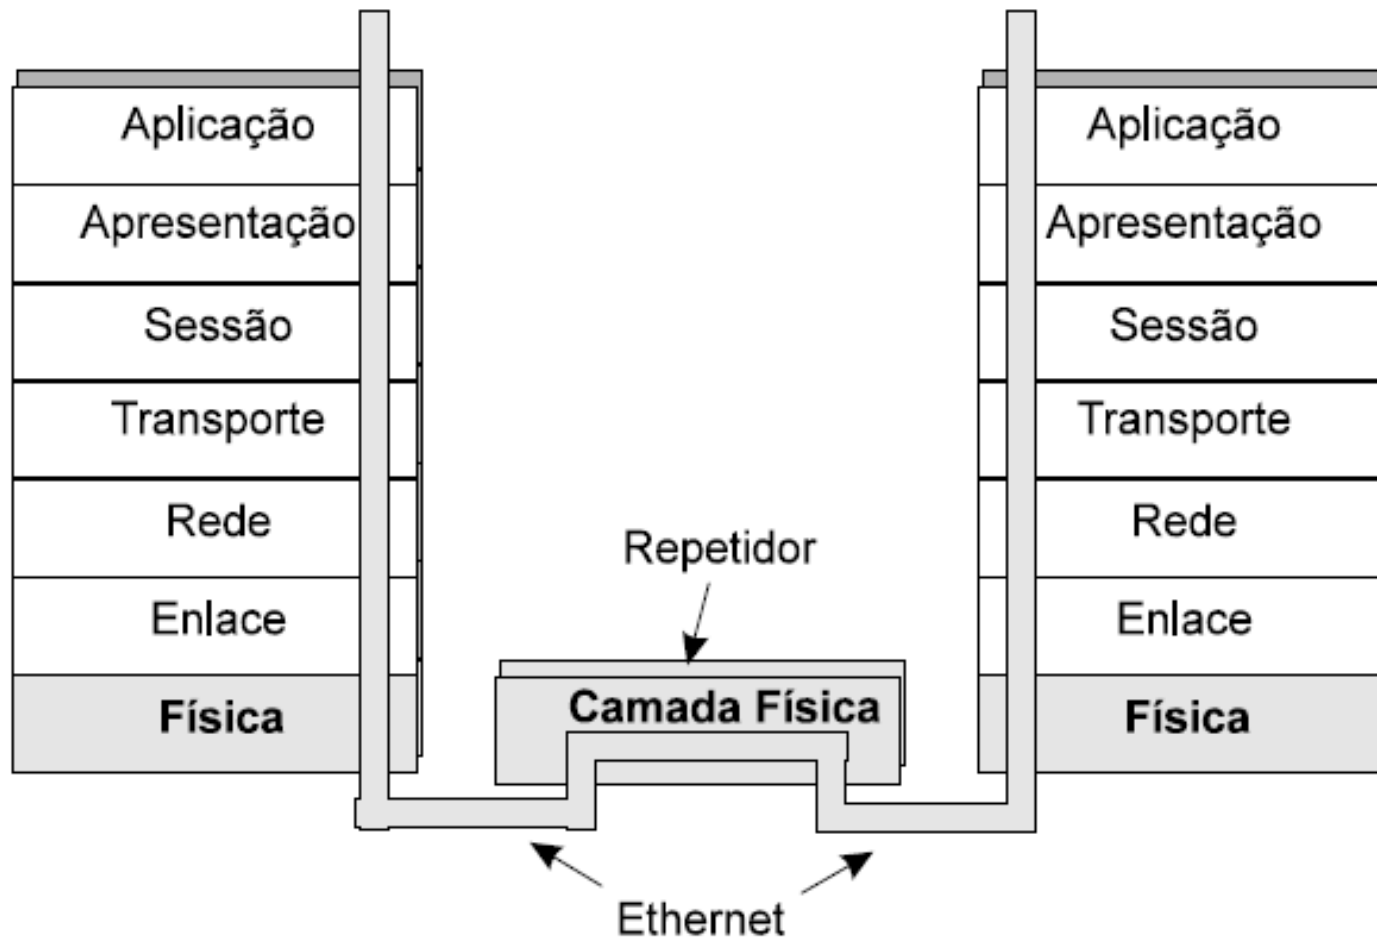 Aplicação
Apresentação
Sessão
Transporte
Rede
Enlace
Física
Repetidor
Camada Física
Ethernet
Aplicação
Apresentação
Sessão
Transporte
Rede
Enlace
Física